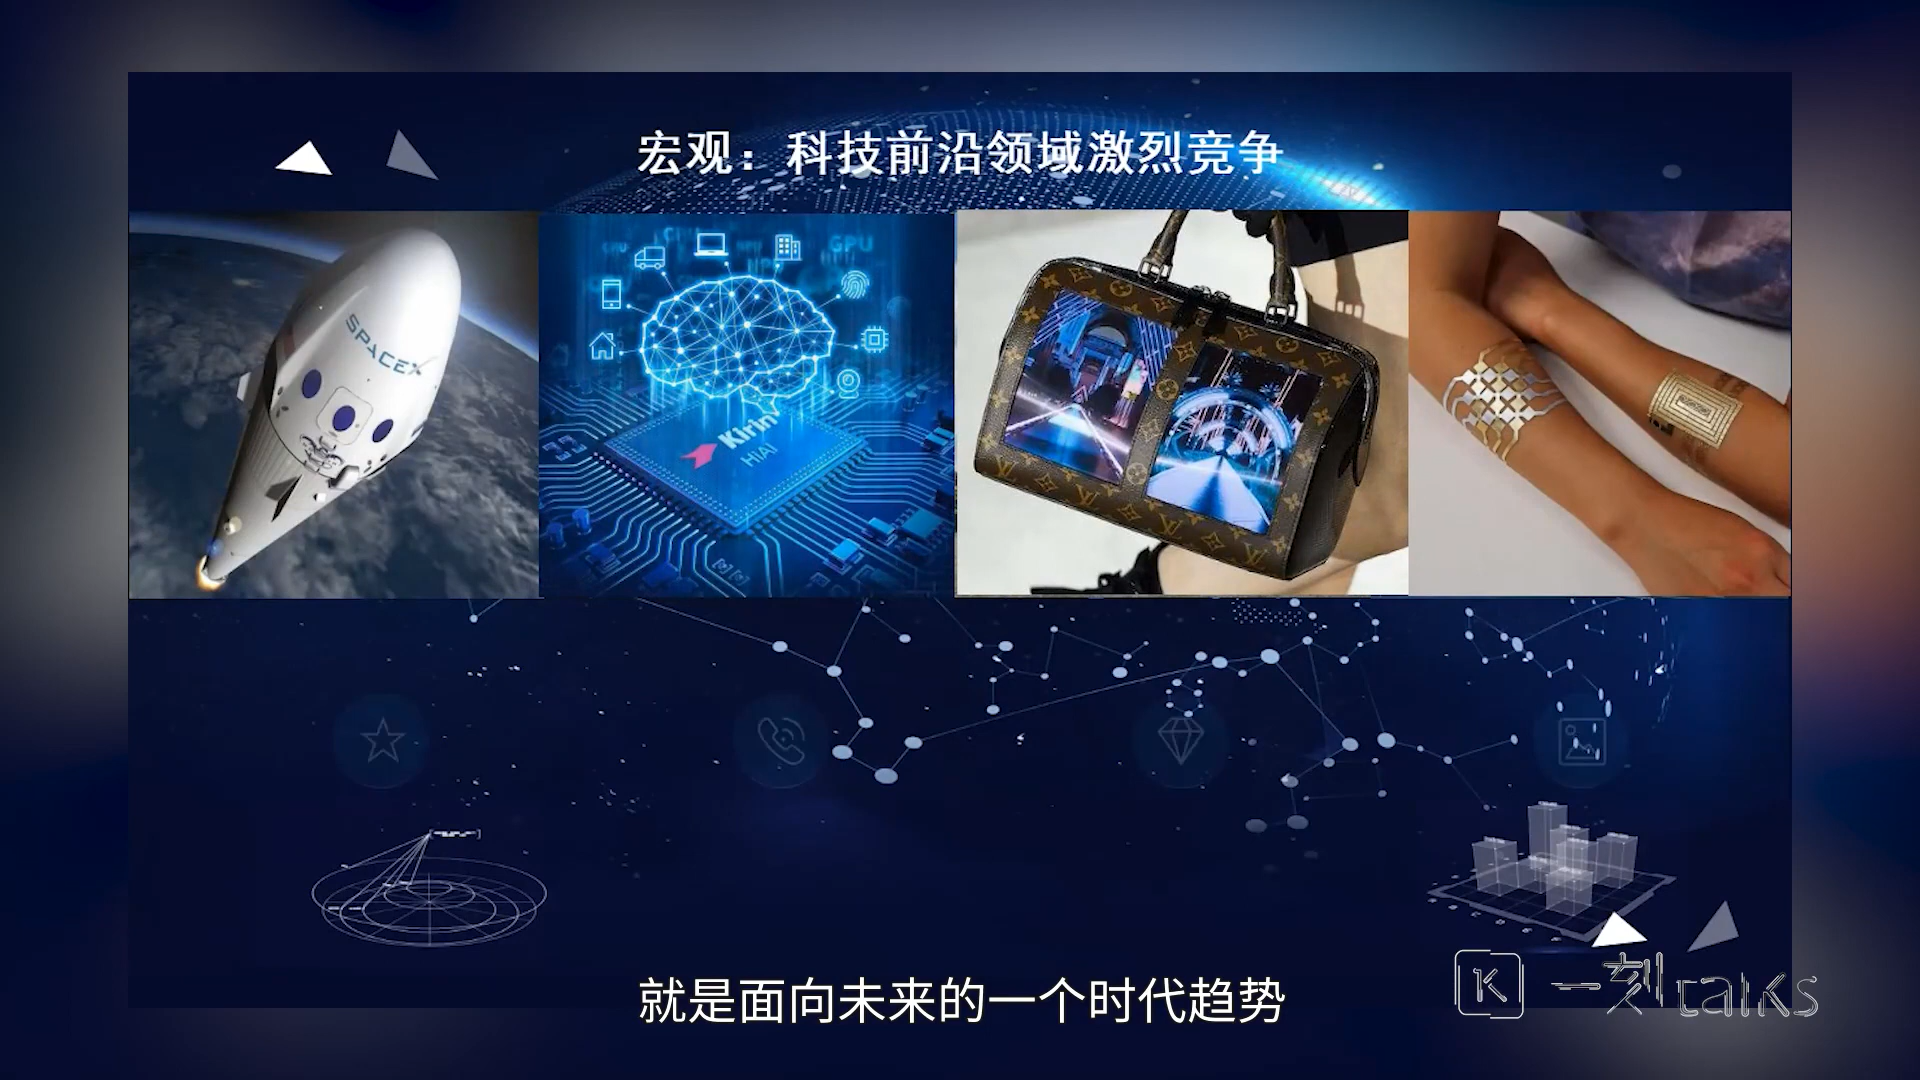 宏观：科技前沿领域激烈竞争
SPACEX
GPU
Kirin
HiAI
就是面向未来的一个时代趋势
K 一刻talks